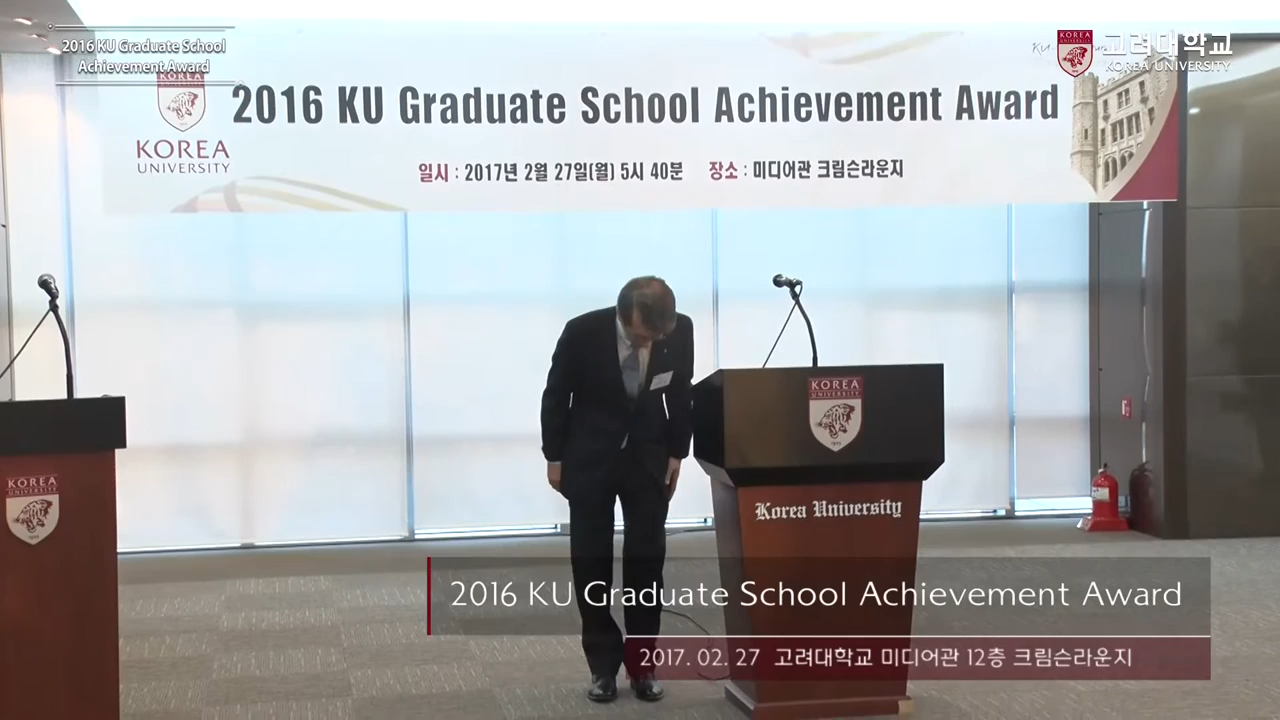 2016 KU Graduate School
Achievement Award
고려대학교
KOREA UNIVERSITY
KOREA
UNIVERSITY
2016 KU Graduate School Achievement Award
일시 : 2017년 2월 27일(월) 5시 40분 장소 : 미디어관 크림슨라운지
KOREA
UNIVERSITY
Korea University
KOREA
UNIVERSITY
2016 KU Graduate School Achievement Award
2017. 02. 27 고려대학교 미디어관 12층 크림슨라운지